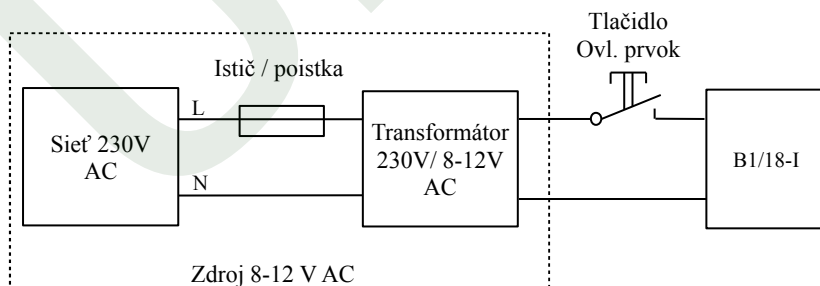 Tlačidlo
Ovl. prvok
Istič / poistka
L
Sieť 230V
AC
Transformátor
230V/ 8-12V
AC
B1/18-I
N
Zdroj 8-12 V AC